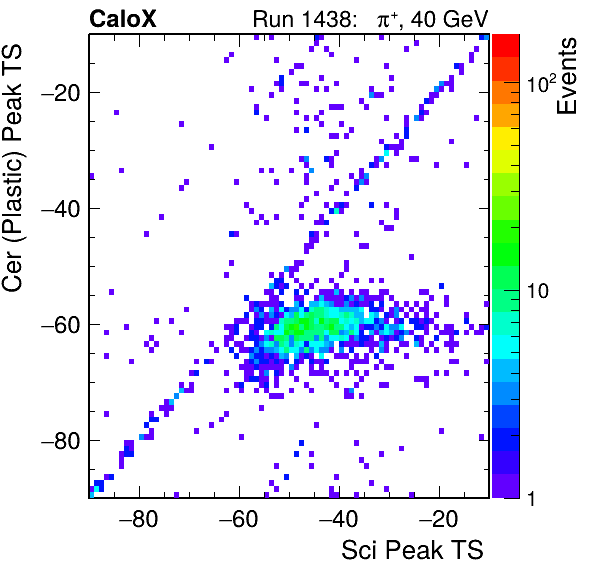 CaloX Run 1438: π⁺, 40 GeV
Cer (Plastic) Peak TS
−20
−40
−60
−80
−80 −60 −40 −20
Sci Peak TS
Events
10²
10
1